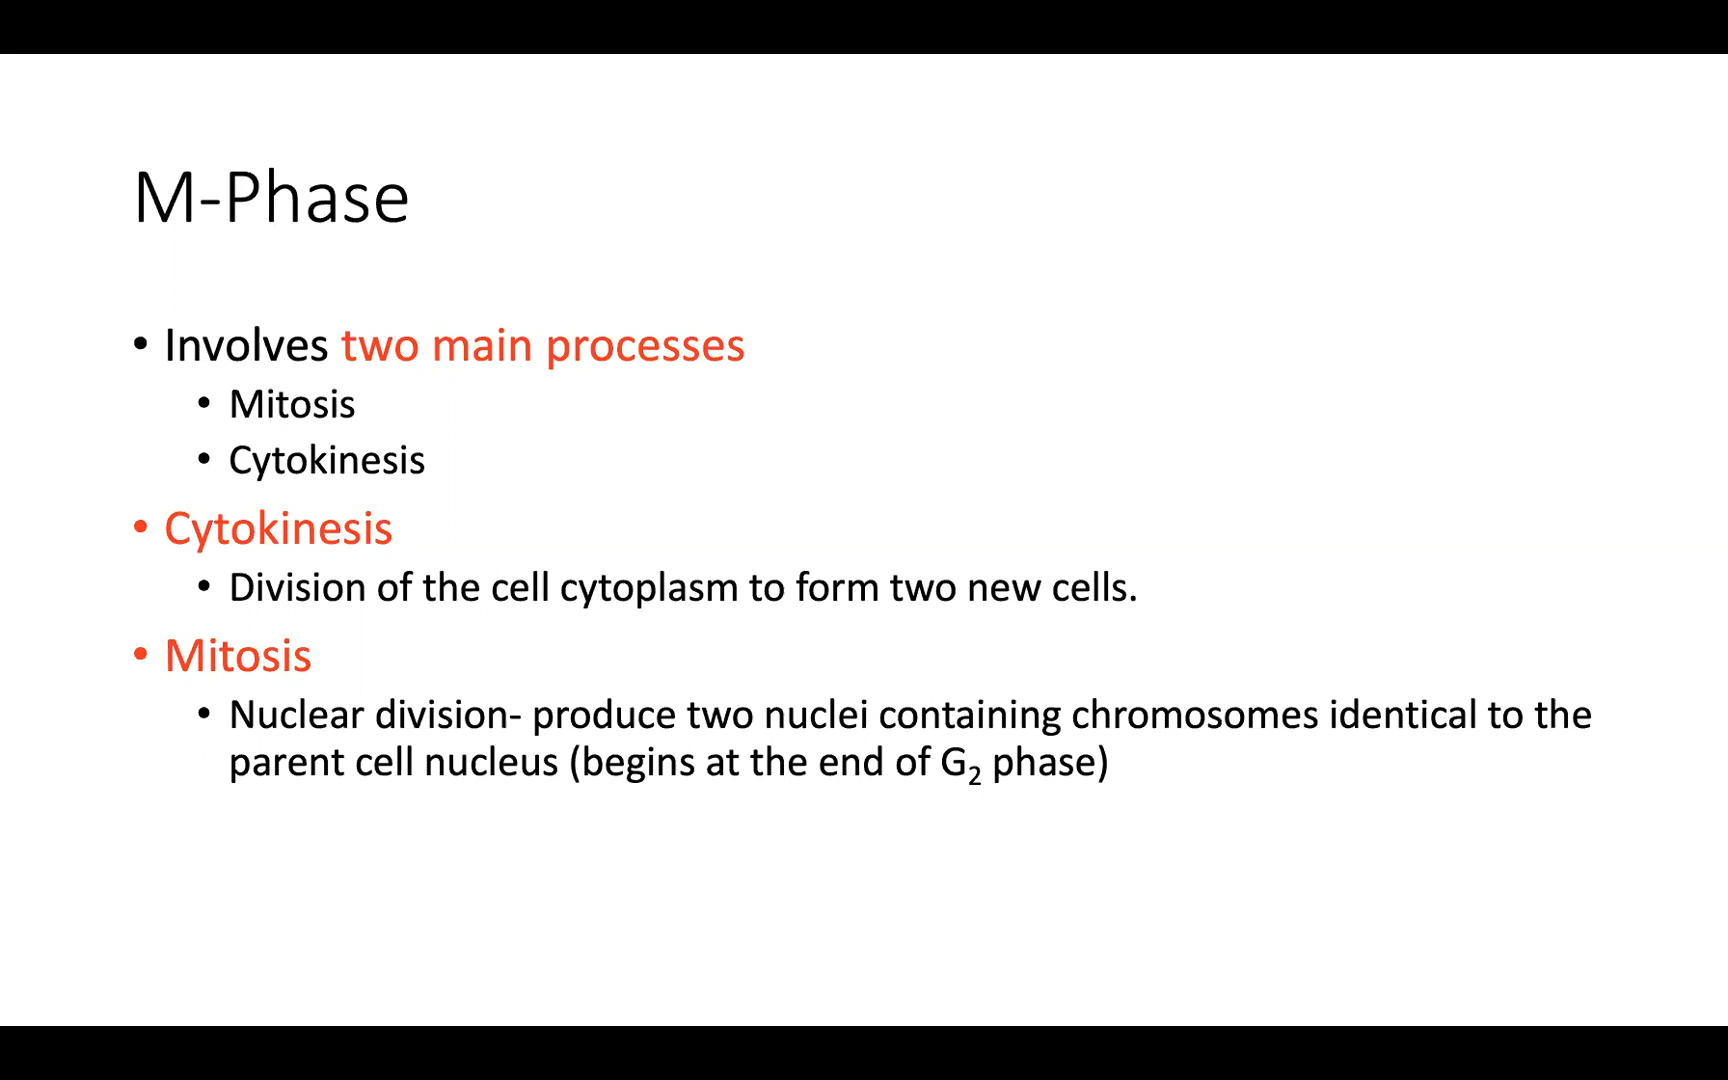 M-Phase
• Involves two main processes
• Mitosis
• Cytokinesis
• Cytokinesis
• Division of the cell cytoplasm to form two new cells.
• Mitosis
• Nuclear division- produce two nuclei containing chromosomes identical to the
parent cell nucleus (begins at the end of G₂ phase)